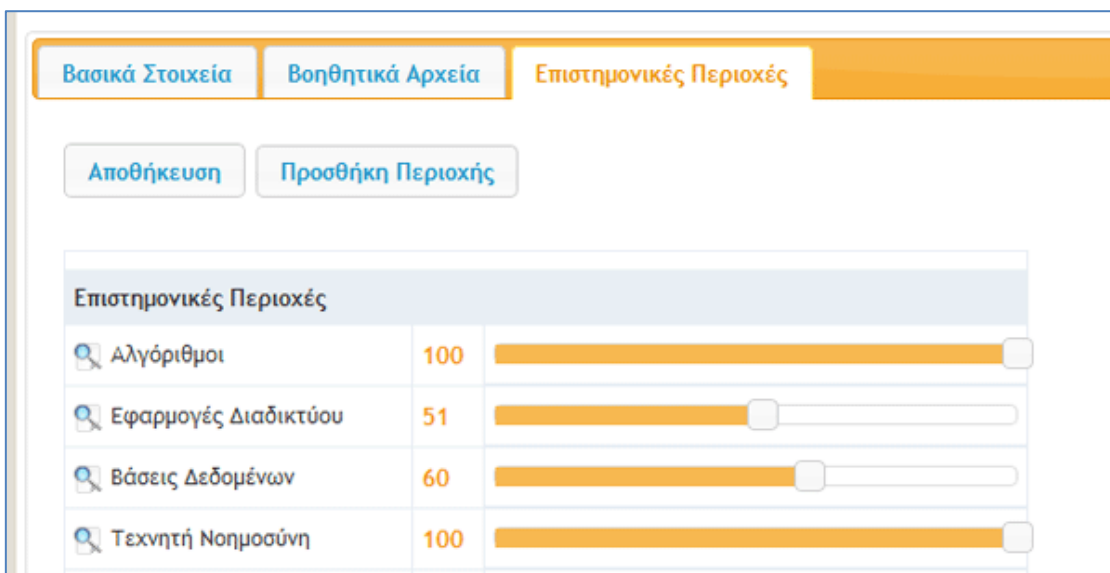 Βασικά Στοιχεία Βοηθητικά Αρχεία Επιστημονικές Περιοχές
Αποθήκευση Προσθήκη Περιοχής
Επιστημονικές Περιοχές
Αλγόριθμοι 100
Εφαρμογές Διαδικτύου 51
Βάσεις Δεδομένων 60
Τεχνητή Νοημοσύνη 100